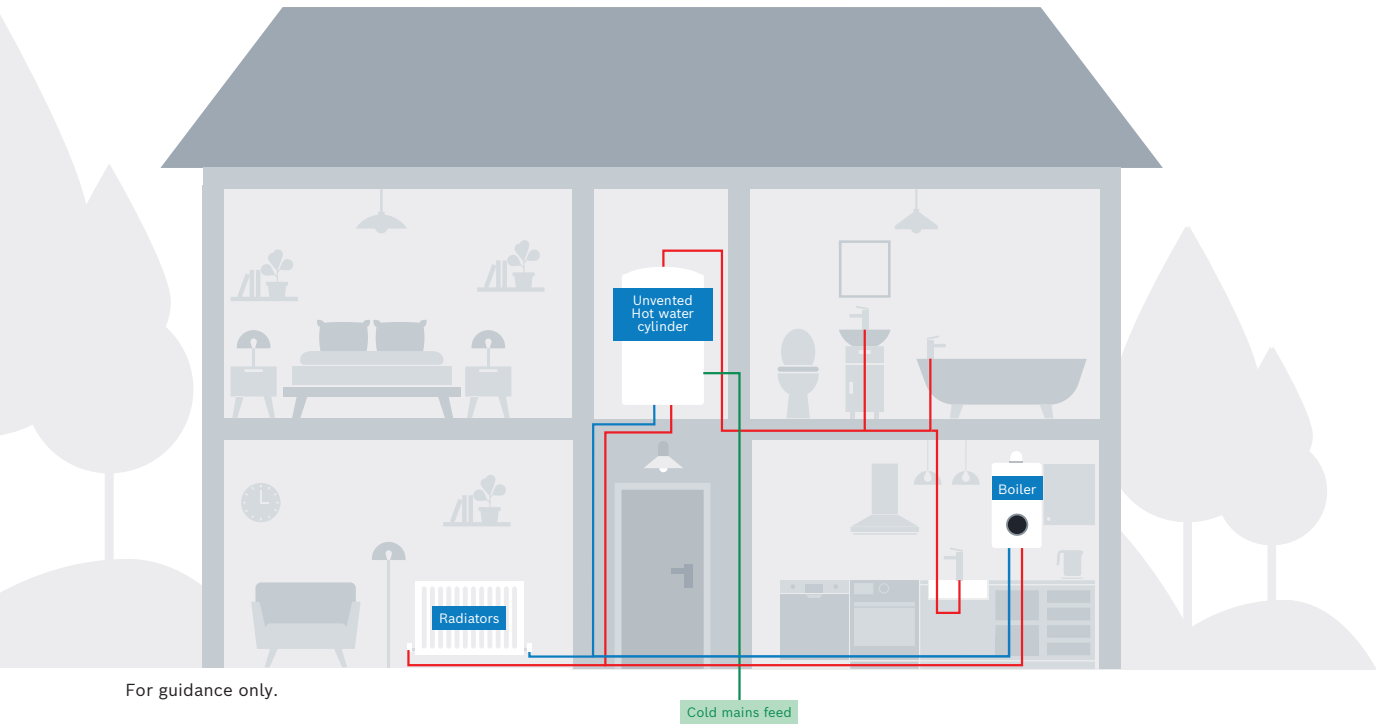 Unvented
Hot water
cylinder
Boiler
Radiators
For guidance only.
Cold mains feed